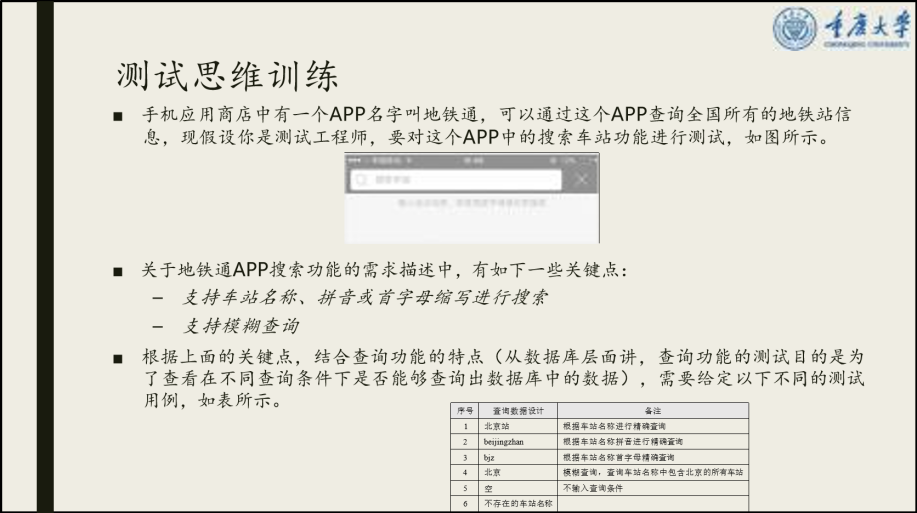 重庆大学
CHONGQING UNIVERSITY
测试思维训练
■ 手机应用商店中有一个APP名字叫地铁通，可以通过这个APP查询全国所有的地铁站信
息，现假设你是测试工程师，要对这个APP中的搜索车站功能进行测试，如图所示。
■ 关于地铁通APP搜索功能的需求描述中，有如下一些关键点：
– 支持车站名称、拼音或首字母缩写进行搜索
– 支持模糊查询
■ 根据上面的关键点，结合查询功能的特点（从数据库层面讲，查询功能的测试目的是为
了查看在不同查询条件下是否能够查询出数据库中的数据），需要给定以下不同的测试
用例，如表所示。
序号 查询数据设计 备注
1 北京站 根据车站名称进行精确查询
2 beijingzhan 根据车站名称拼音进行精确查询
3 bjz 根据车站名称首字母精确查询
4 北京 模糊查询，查询车站名称中包含北京的所有车站
5 空 不输入查询条件
6 不存在的车站名称